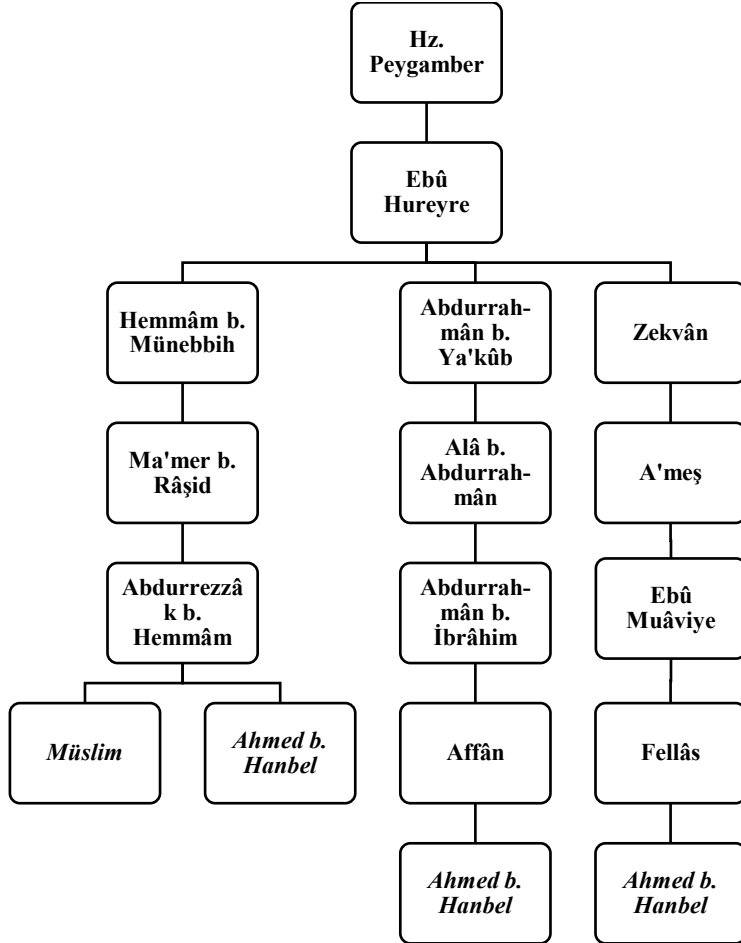 Hz.
Peygamber
Ebû
Hureyre
Hemmâm b.
Münebbih
Abdurrah-
mân b.
Ya'kûb
Zekvân
Ma'mer b.
Râşid
Alâ b.
Abdurrah-
mân
A'meş
Abdurrezzâ
k b.
Hemmâm
Abdurrah-
mân b.
İbrâhim
Ebû
Muâviye
Müslim
Ahmed b.
Hanbel
Affân
Fellâs
Ahmed b.
Hanbel
Ahmed b.
Hanbel